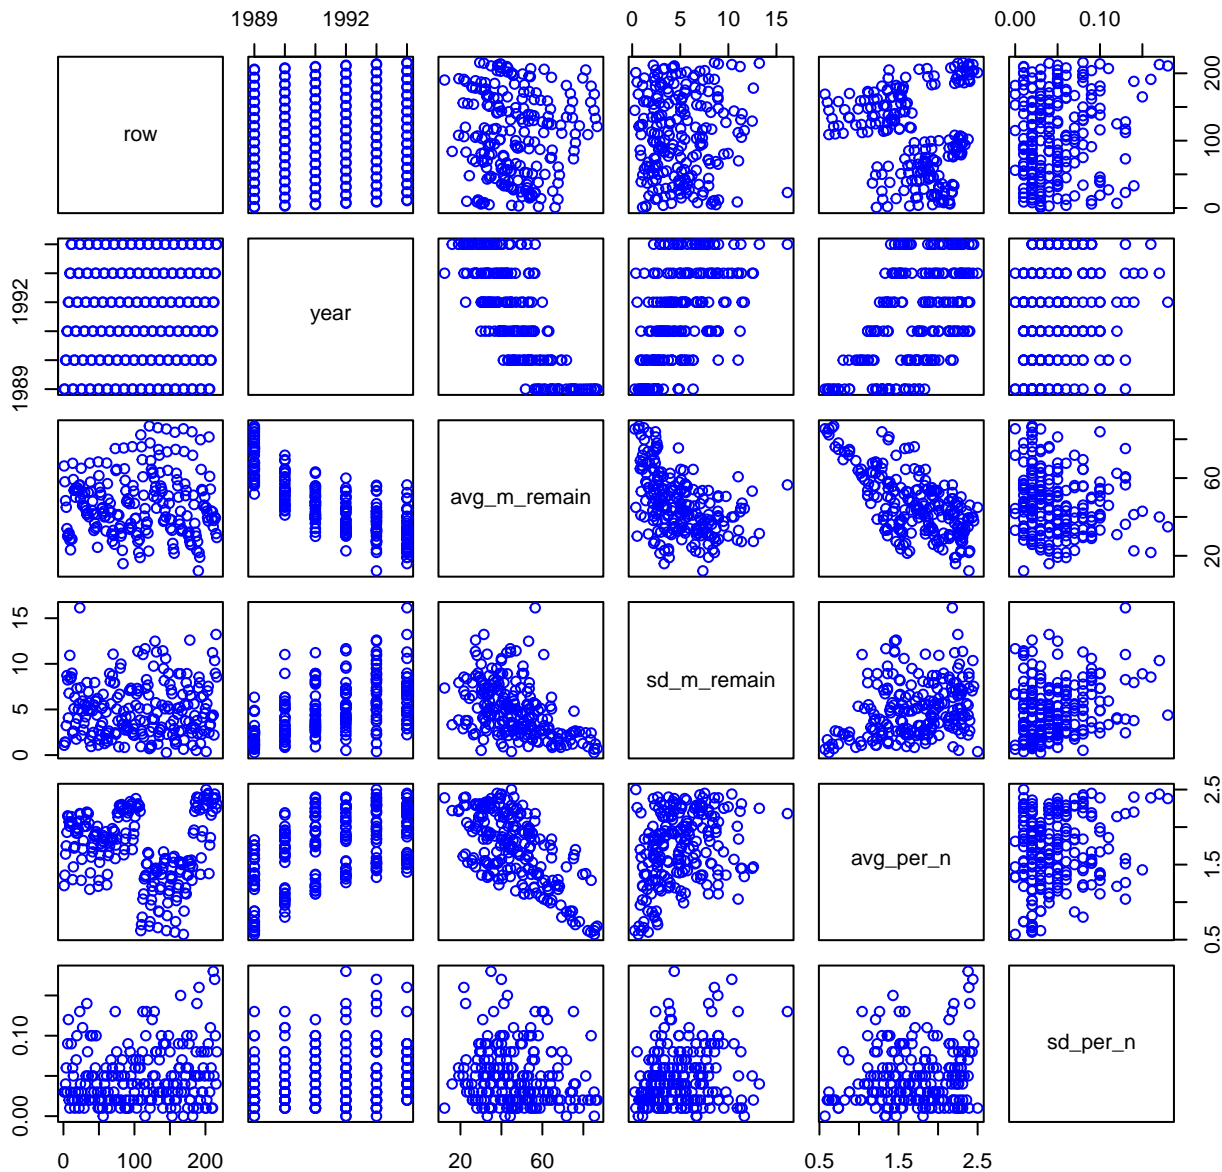 1989 1992 0 5 10 15 0.00 0.10
row 0 100 200
1989 1992 year
avg_m_remain 20 60
0 5 10 15 sd_m_remain
avg_per_n 0.5 1.5 2.5
0.00 0.10 sd_per_n
0 100 200 20 60 0.5 1.5 2.5